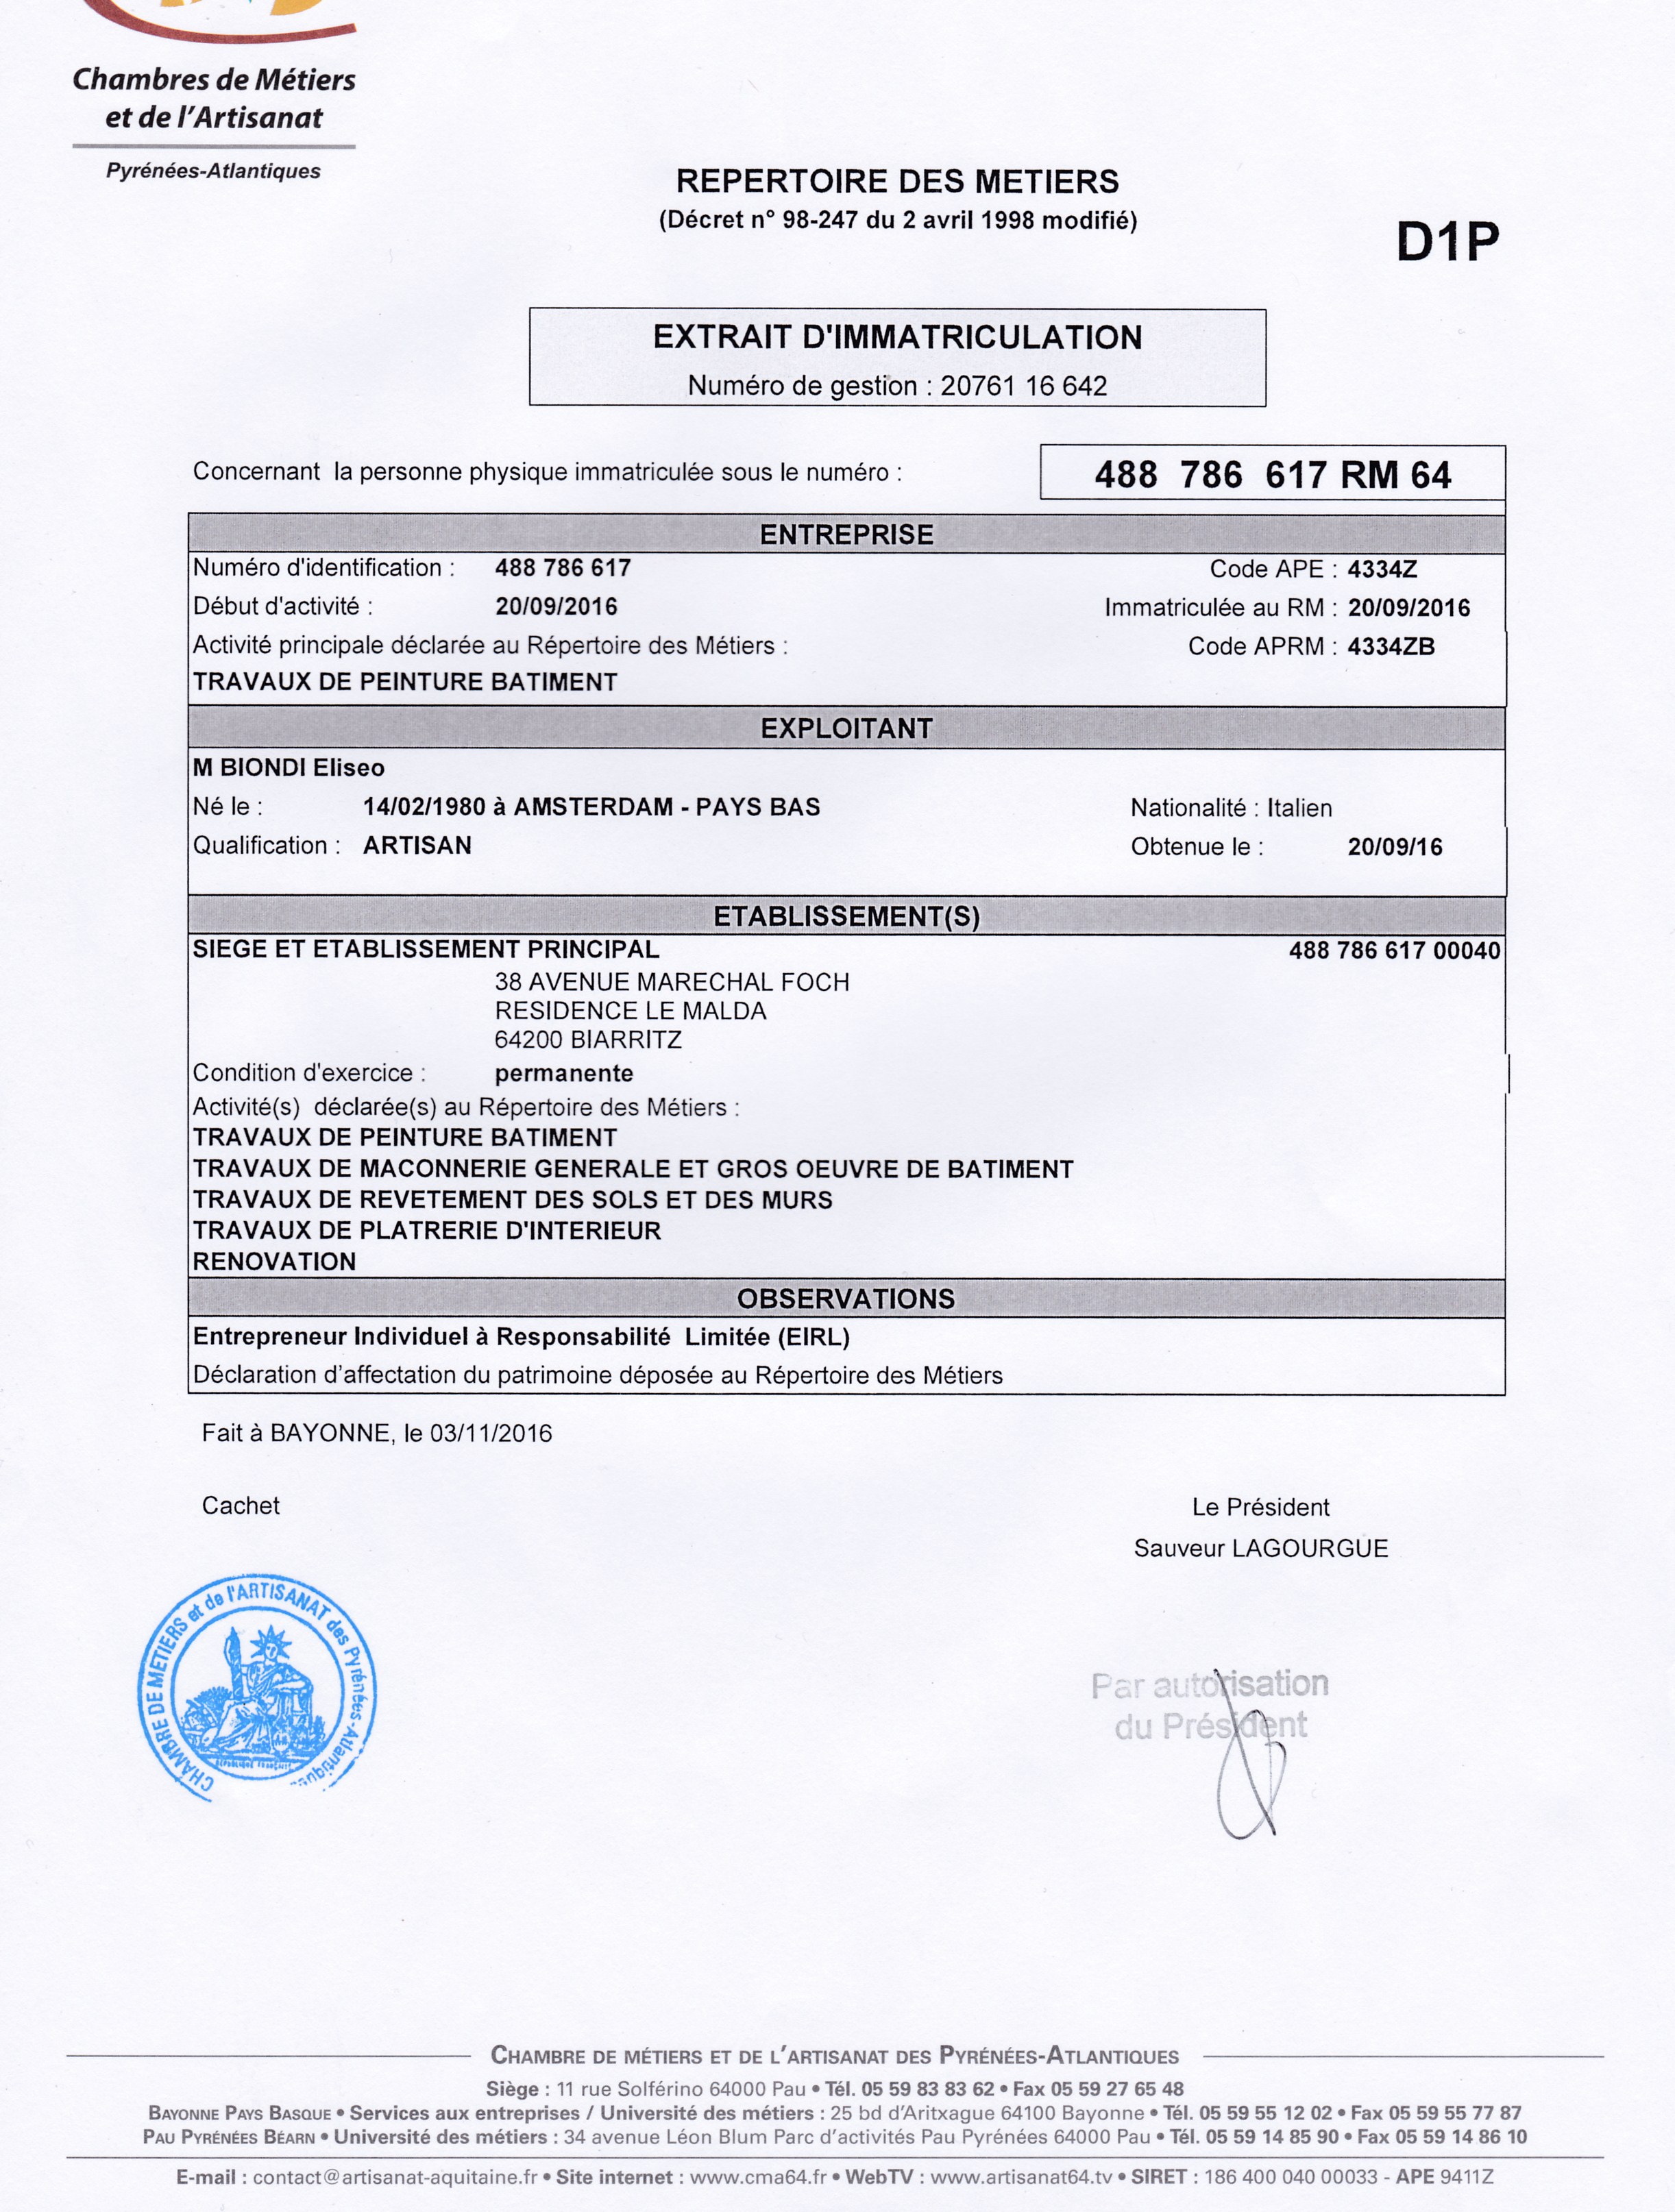 Chambres de Métiers
et de l'Artisanat
Pyrénées-Atlantiques
REPERTOIRE DES METIERS
(Décret n° 98-247 du 2 avril 1998 modifié)
D1P
EXTRAIT D'IMMATRICULATION
Numéro de gestion : 20761 16 642
Concernant la personne physique immatriculée sous le numéro : 488 786 617 RM 64
ENTREPRISE
Numéro d'identification : 488 786 617 Code APE : 4334Z
Début d'activité : 20/09/2016 Immatriculée au RM : 20/09/2016
Activité principale déclarée au Répertoire des Métiers : Code APRM : 4334ZB
TRAVAUX DE PEINTURE BATIMENT
EXPLOITANT
M BIONDI Eliseo
Né le : 14/02/1980 à AMSTERDAM - PAYS BAS Nationalité : Italien
Qualification : ARTISAN Obtenue le : 20/09/16
ETABLISSEMENT(S)
SIEGE ET ETABLISSEMENT PRINCIPAL 488 786 617 00040
38 AVENUE MARECHAL FOCH
RESIDENCE LE MALDA
64200 BIARRITZ
Condition d'exercice : permanente
Activité(s) déclarée(s) au Répertoire des Métiers :
TRAVAUX DE PEINTURE BATIMENT
TRAVAUX DE MACONNERIE GENERALE ET GROS OEUVRE DE BATIMENT
TRAVAUX DE REVETEMENT DES SOLS ET DES MURS
TRAVAUX DE PLATRERIE D'INTERIEUR
RENOVATION
OBSERVATIONS
Entrepreneur Individuel à Responsabilité Limitée (EIRL)
Déclaration d'affectation du patrimoine déposée au Répertoire des Métiers
Fait à BAYONNE, le 03/11/2016
Cachet Le Président
Sauveur LAGOURGUE
CHAMBRE DE METIERS et de l'ARTISANAT des Pyrénées-Atlantiques
REPUBLIQUE FRANÇAISE
Par autorisation
du Président
CHAMBRE DE MÉTIERS ET DE L'ARTISANAT DES PYRÉNÉES-ATLANTIQUES
Siège : 11 rue Solférino 64000 Pau • Tél. 05 59 83 83 62 • Fax 05 59 27 65 48
BAYONNE PAYS BASQUE • Services aux entreprises / Université des métiers : 25 bd d'Aritxague 64100 Bayonne • Tél. 05 59 55 12 02 • Fax 05 59 55 77 87
PAU PYRÉNÉES BÉARN • Université des métiers : 34 avenue Léon Blum Parc d'activités Pau Pyrénées 64000 Pau • Tél. 05 59 14 85 90 • Fax 05 59 14 86 10
E-mail : contact@artisanat-aquitaine.fr • Site internet : www.cma64.fr • WebTV : www.artisanat64.tv • SIRET : 186 400 040 00033 - APE 9411Z